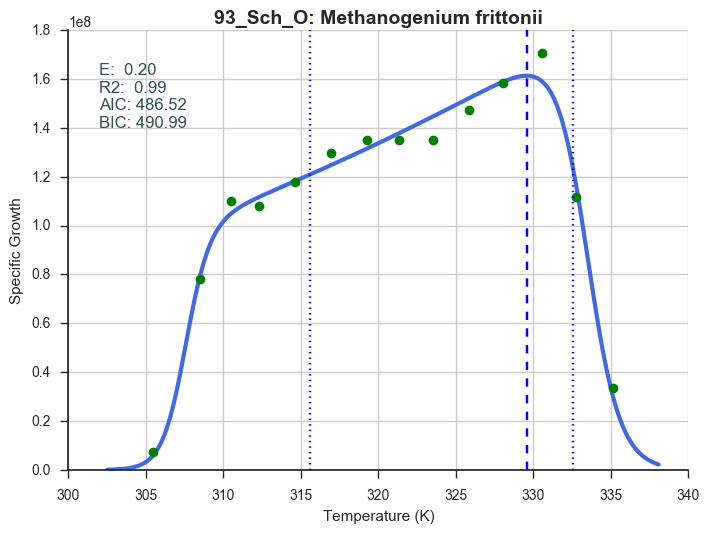 93_Sch_O: Methanogenium frittonii
1e8
E:  0.20
R2:  0.99
AIC: 486.52
BIC: 490.99
Specific Growth
1.8
1.6
1.4
1.2
1.0
0.8
0.6
0.4
0.2
0.0
300 305 310 315 320 325 330 335 340
Temperature (K)